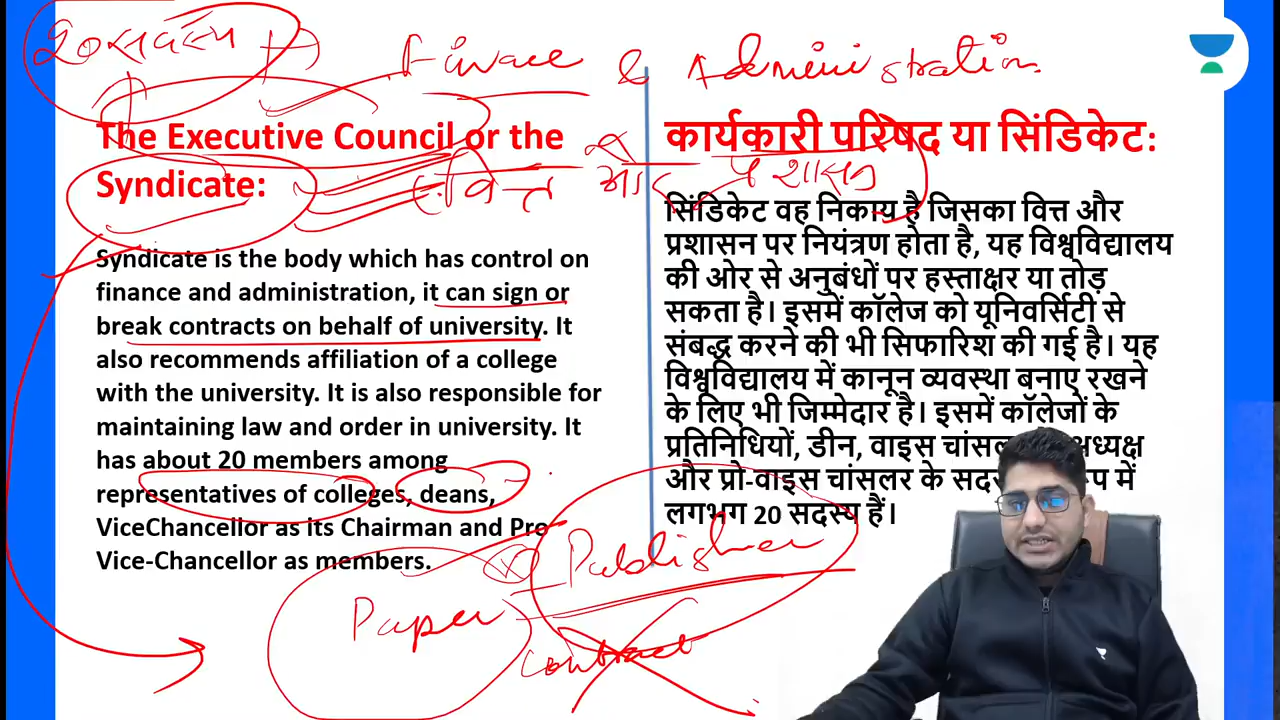 २० सदस्य
Finace & Administration
The Executive Council or the
Syndicate:
वित्त और प्रशासन
Syndicate is the body which has control on
finance and administration, it can sign or
break contracts on behalf of university. It
also recommends affiliation of a college
with the university. It is also responsible for
maintaining law and order in university. It
has about 20 members among
representatives of colleges, deans,
ViceChancellor as its Chairman and Pro
Vice-Chancellor as members.
कार्यकारी परिषद या सिंडिकेट:
सिंडिकेट वह निकाय है जिसका वित्त और
प्रशासन पर नियंत्रण होता है, यह विश्वविद्यालय
की ओर से अनुबंधों पर हस्ताक्षर या तोड़
सकता है। इसमें कॉलेज को यूनिवर्सिटी से
संबद्ध करने की भी सिफारिश की गई है। यह
विश्वविद्यालय में कानून व्यवस्था बनाए रखने
के लिए भी जिम्मेदार है। इसमें कॉलेजों के
प्रतिनिधियों, डीन, वाइस चांसलर अध्यक्ष
और प्रो-वाइस चांसलर के में
लगभग 20 सदस्य हैं।
Publisher
Paper
contract